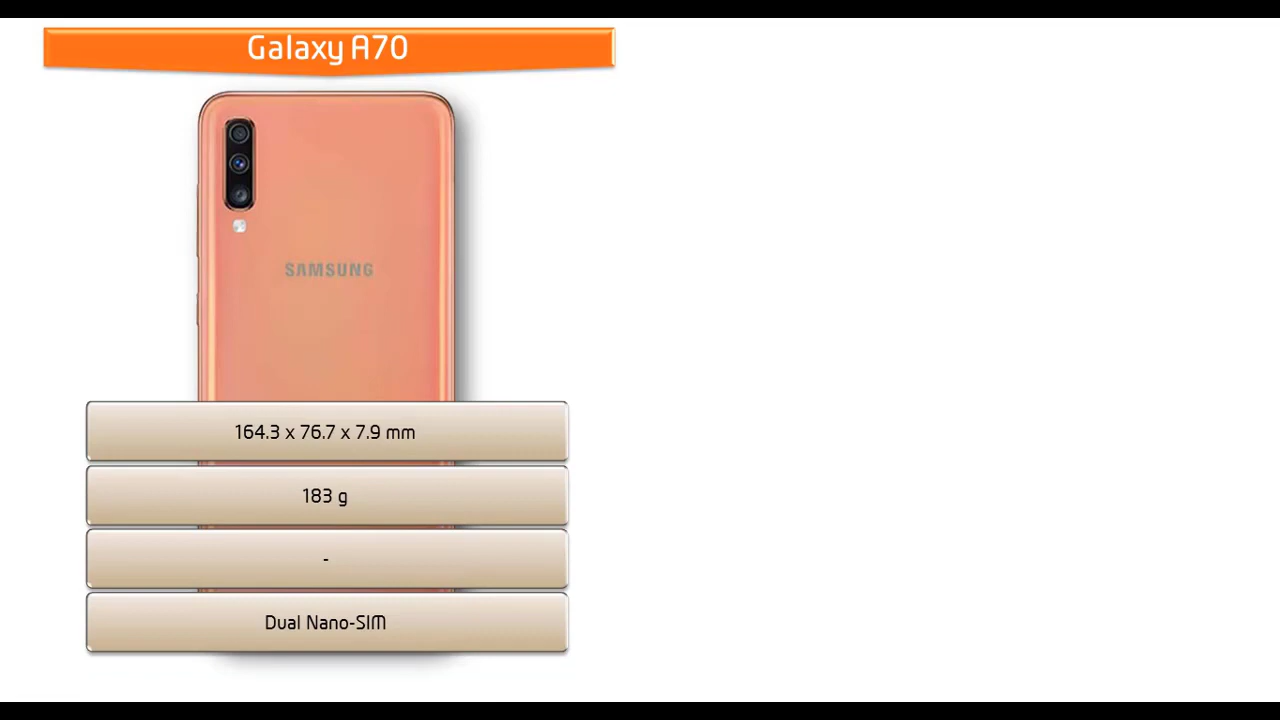 Galaxy A70
SAMSUNG
164.3 x 76.7 x 7.9 mm
183 g
-
Dual Nano-SIM